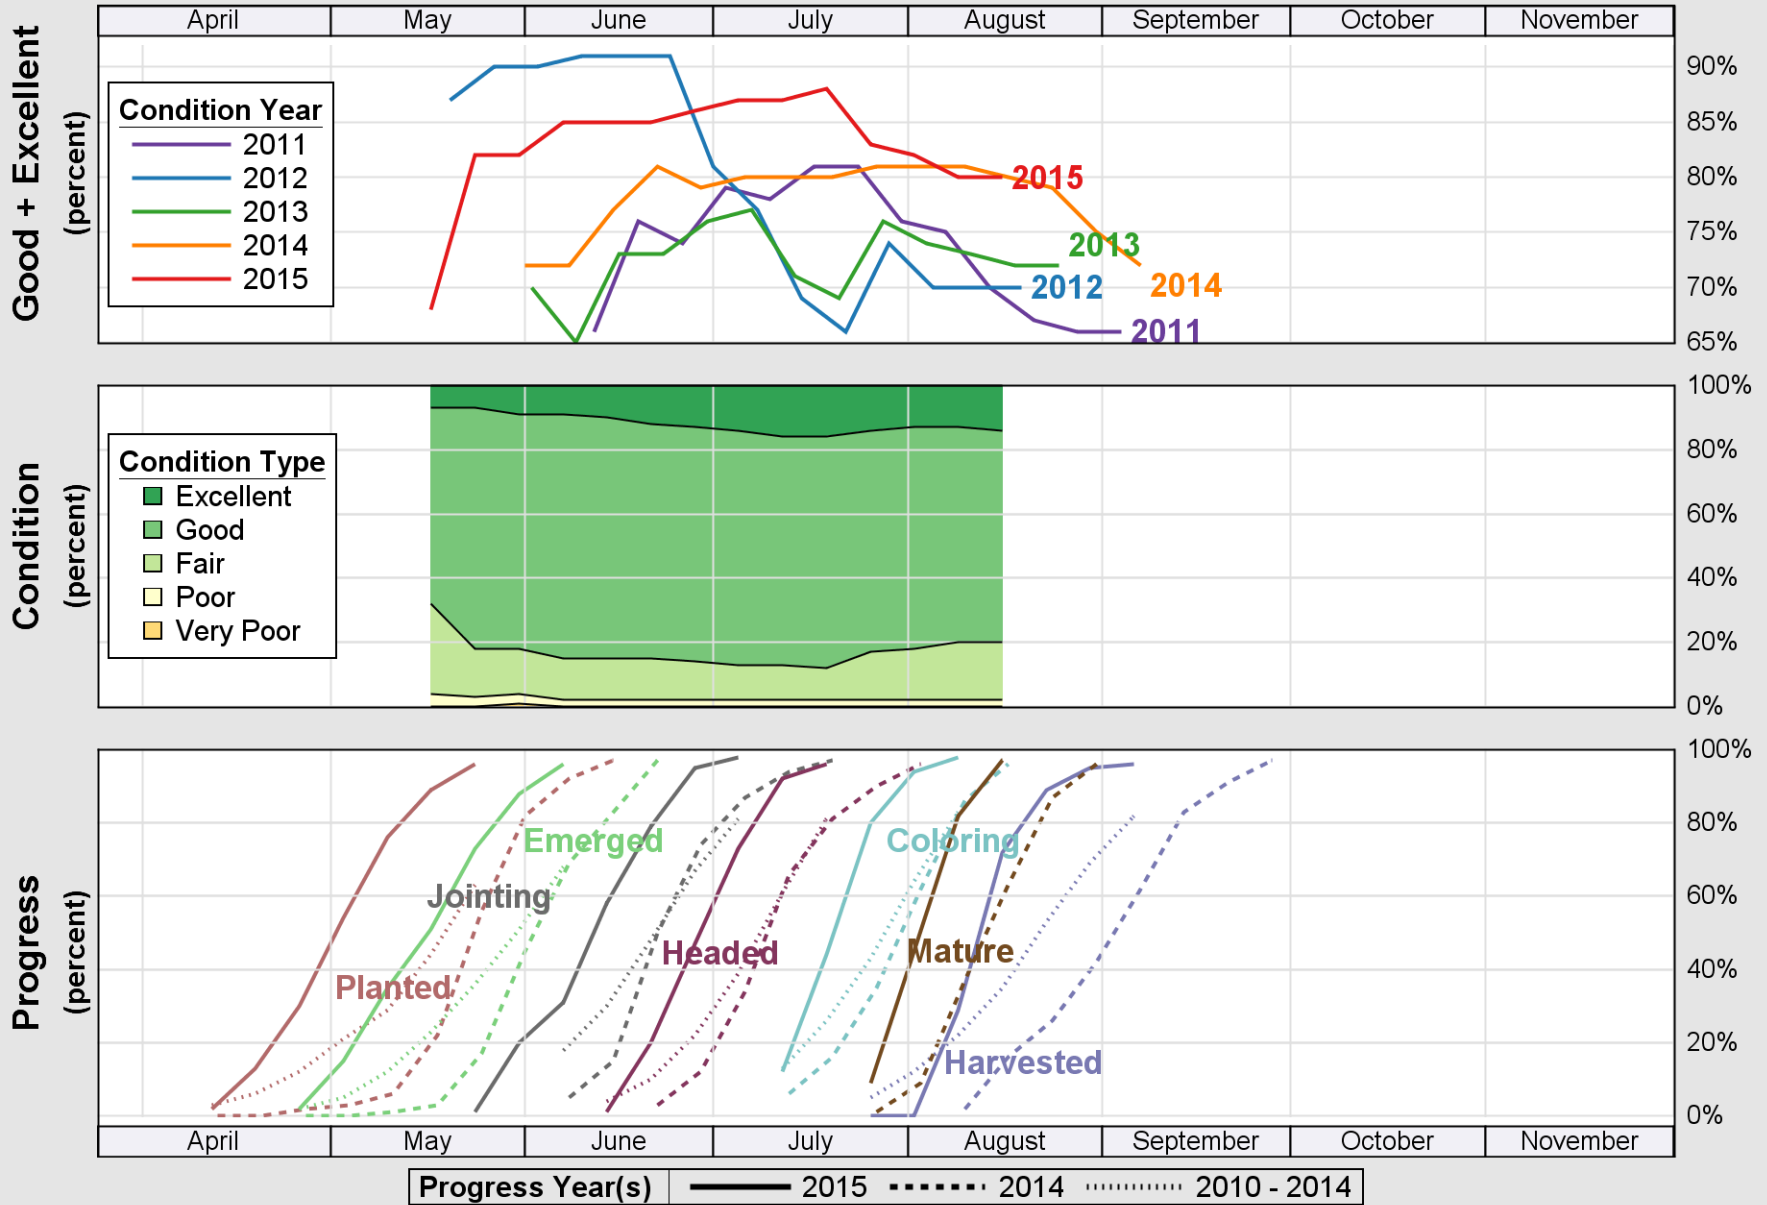 April May June July August September October November
Good + Excellent
(percent)
Condition Year
2011
2012
2013
2014
2015
90%
85%
80%
75%
70%
65%
2015
2013
2012
2014
2011
Condition
(percent)
Condition Type
Excellent
Good
Fair
Poor
Very Poor
100%
80%
60%
40%
20%
0%
Progress
(percent)
100%
80%
60%
40%
20%
0%
Emerged
Coloring
Jointing
Headed
Mature
Planted
Harvested
April May June July August September October November
Progress Year(s) 2015 2014 2010 - 2014